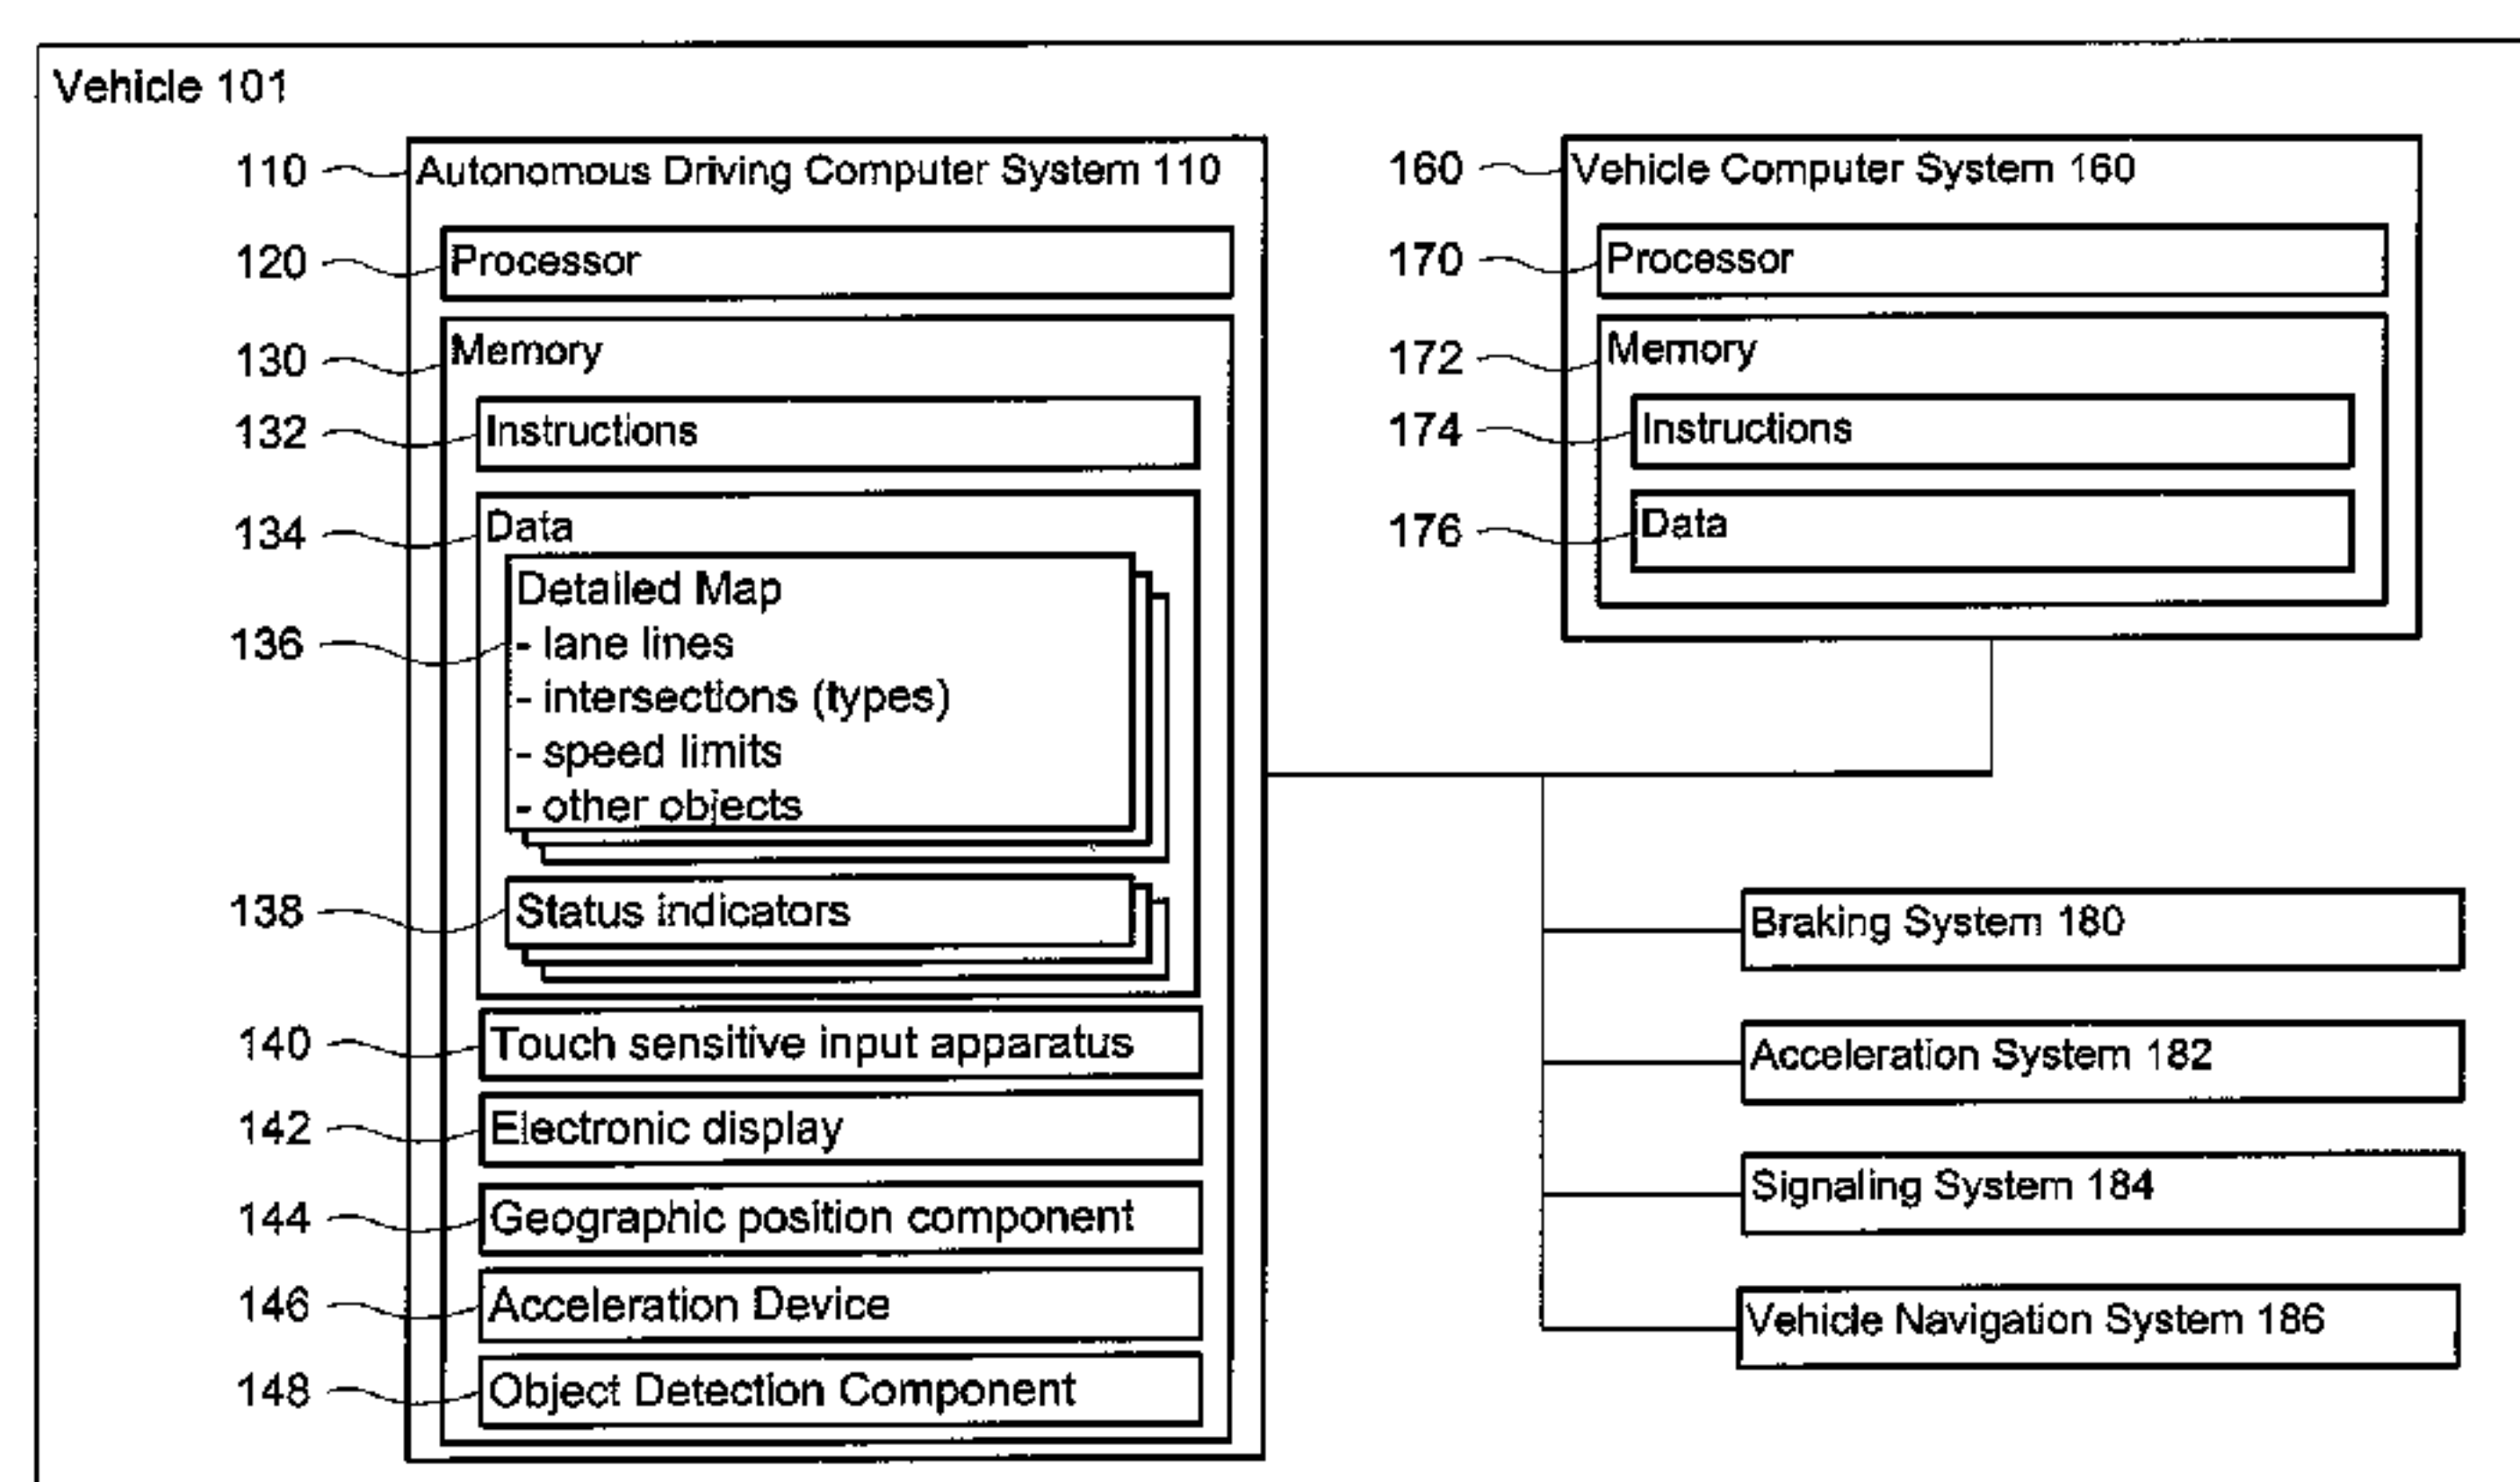 Vehicle 101
110 Autonomous Driving Computer System 110
120 Processor
130 Memory
132 Instructions
134 Data
Detailed Map
136 - lane lines
- intersections (types)
- speed limits
- other objects
138 Status indicators
140 Touch sensitive input apparatus
142 Electronic display
144 Geographic position component
146 Acceleration Device
148 Object Detection Component
160 Vehicle Computer System 160
170 Processor
172 Memory
174 Instructions
176 Data
Braking System 180
Acceleration System 182
Signaling System 184
Vehicle Navigation System 186